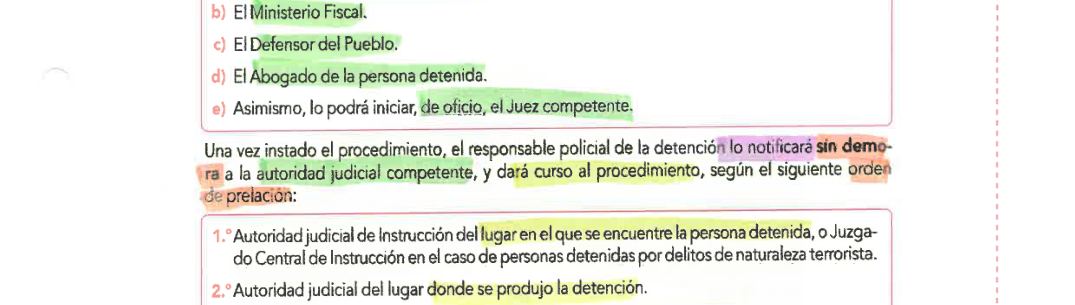 b) El Ministerio Fiscal.
c) El Defensor del Pueblo.
d) El Abogado de la persona detenida.
e) Asimismo, lo podrá iniciar, de oficio, el Juez competente.
Una vez instado el procedimiento, el responsable policial de la detención lo notificará sin demo-
ra a la autoridad judicial competente, y dará curso al procedimiento, según el siguiente orden
de prelación:
1.º Autoridad judicial de Instrucción del lugar en el que se encuentre la persona detenida, o Juzga-
do Central de Instrucción en el caso de personas detenidas por delitos de naturaleza terrorista.
2.º Autoridad judicial del lugar donde se produjo la detención.